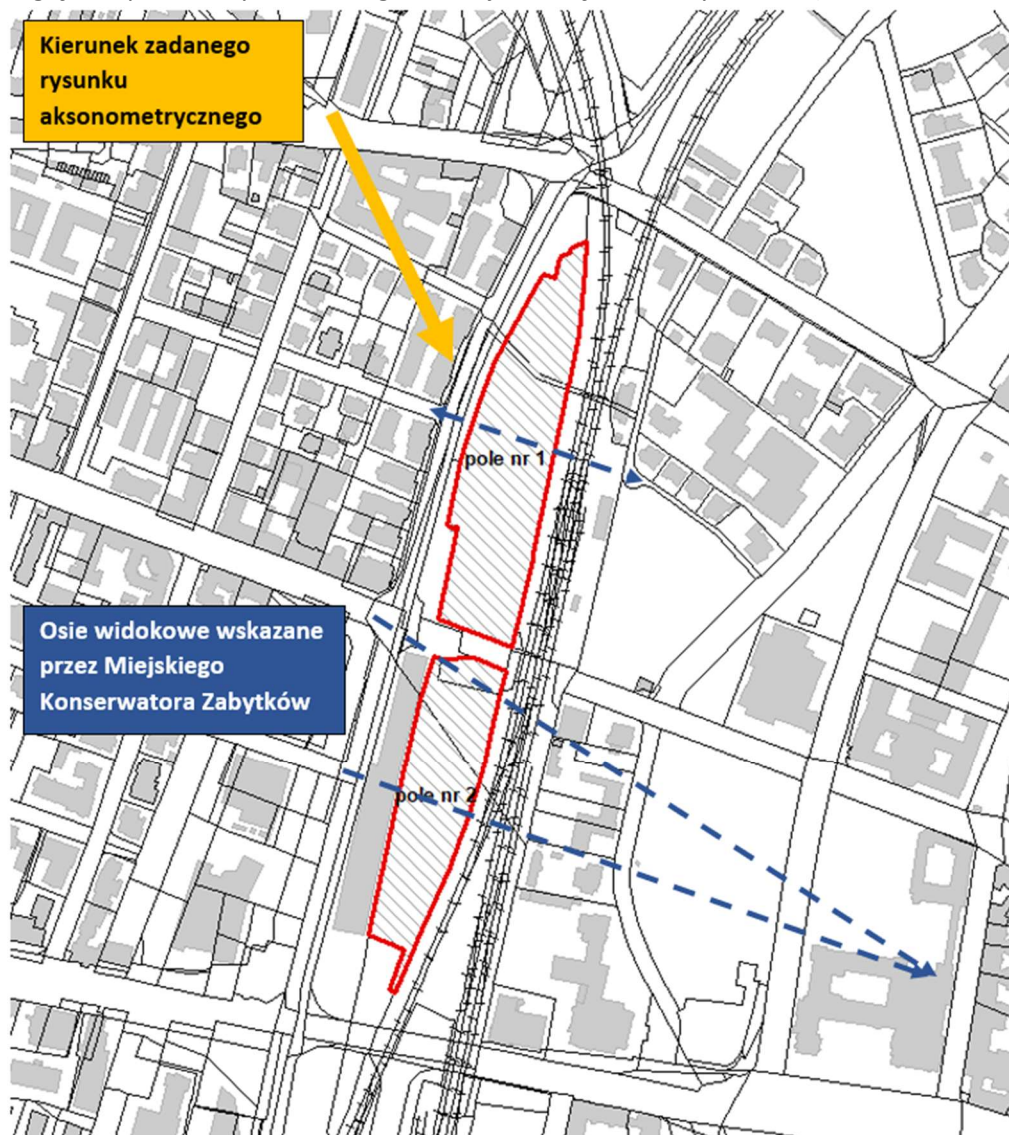 Kierunek zadanego
rysunku
aksonometrycznego
pole nr 1
Osie widokowe wskazane
przez Miejskiego
Konserwatora Zabytków
pole nr 2